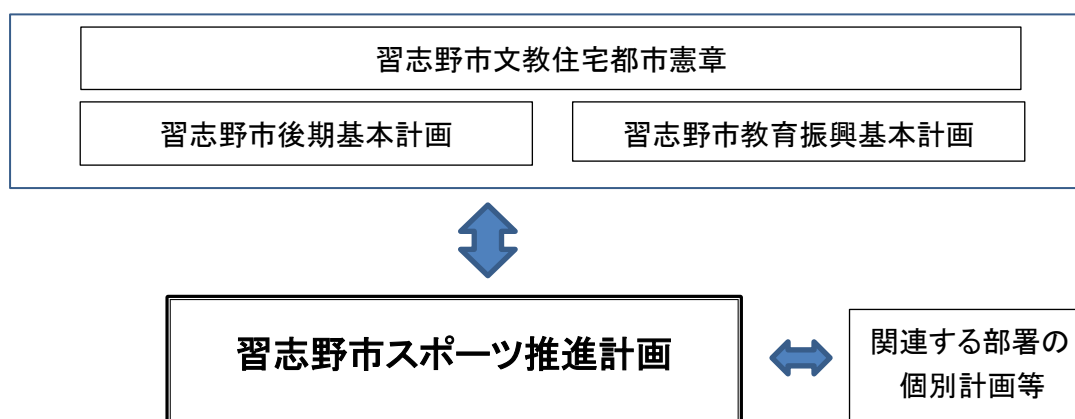 習志野市文教住宅都市憲章
習志野市後期基本計画
習志野市教育振興基本計画
習志野市スポーツ推進計画
関連する部署の
個別計画等